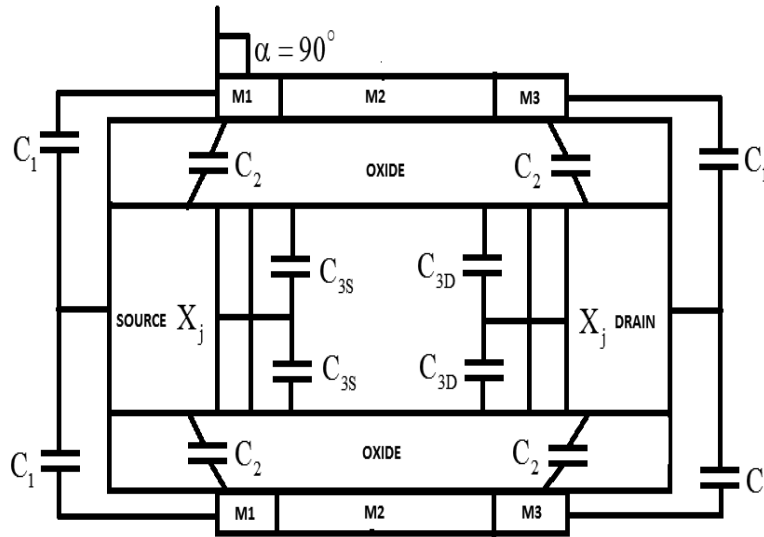 α = 90°
M1 M2 M3
C1 C2 OXIDE C2 C1
C3S C3D
SOURCE Xj Xj DRAIN
C3S C3D
C1 C2 OXIDE C2 C
M1 M2 M3